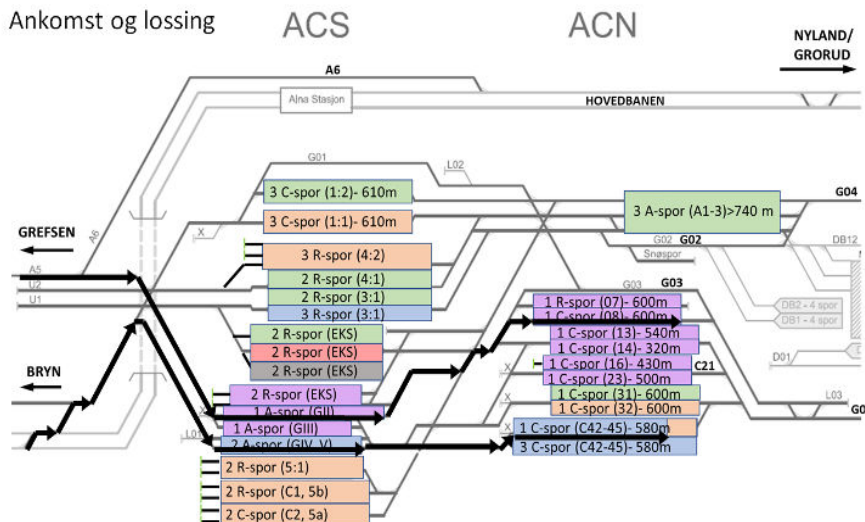 Ankomst og lossing
ACS
ACN
NYLAND/
GRORUD
A6
Alna Stasjon
HOVEDBANEN
G01
L02
3 C-spor (1:2)- 610m
3 A-spor (A1-3)>740 m
G04
3 C-spor (1:1)- 610m
X
GREFSEN
A6
G02
G02
DB12
3 R-spor (4:2)
Snøspor
A5
2 R-spor (4:1)
U2
G03
G03
2 R-spor (3:1)
DB2 - 4 spor
U1
1 R-spor (07)- 600m
3 R-spor (3:1)
1 C-spor (08)- 600m
DB1 - 4 spor
2 R-spor (EKS)
1 C-spor (13)- 540m
2 R-spor (EKS)
1 C-spor (14)- 320m
D01
2 R-spor (EKS)
X
1 C-spor (16)- 430m
C21
BRYN
1 C-spor (23)- 500m
2 R-spor (EKS)
1 C-spor (31)- 600m
L03
X
1 A-spor (GII)
1 C-spor (32)- 600m
1 A-spor (GIII)
X
1 C-spor (C42-45)- 580m
L01
2 A-spor (GIV, V)
3 C-spor (C42-45)- 580m
2 R-spor (5:1)
2 R-spor (C1, 5b)
2 C-spor (C2, 5a)